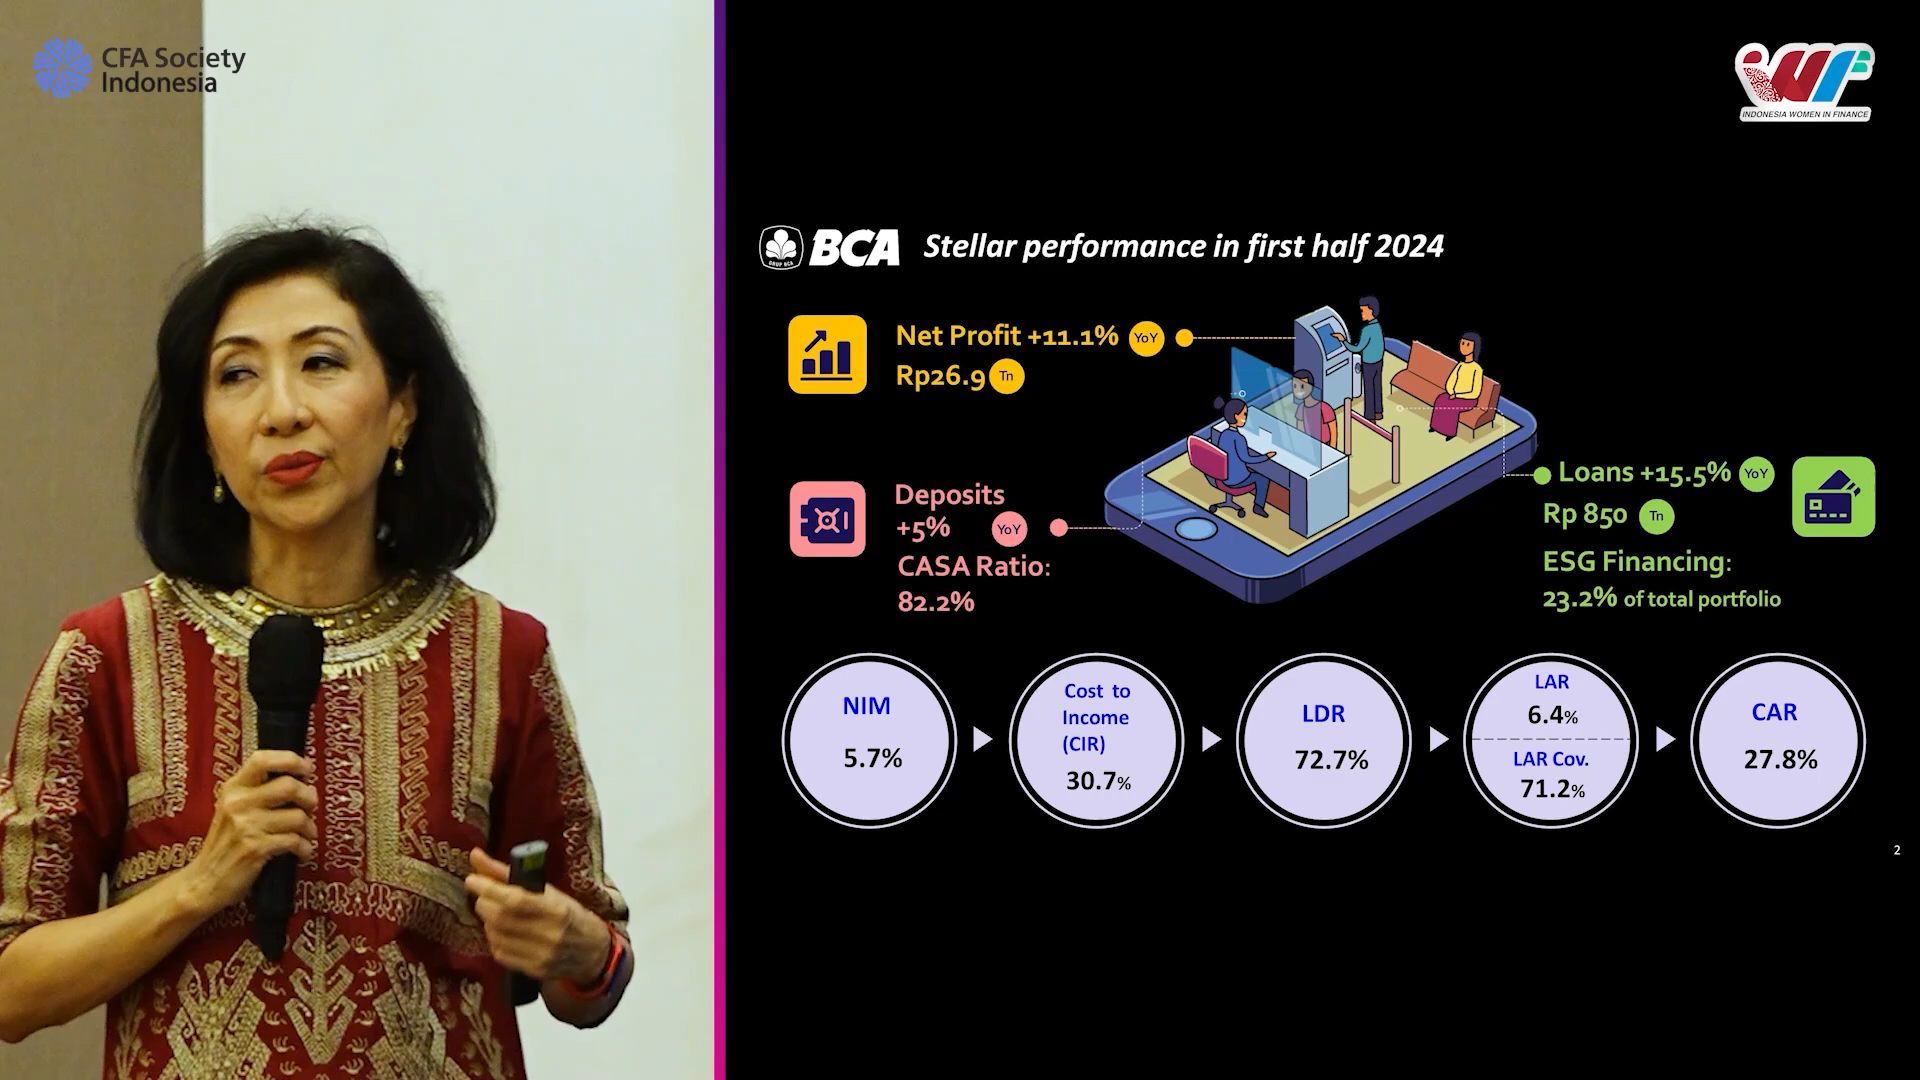 CFA Society
Indonesia
INDONESIA WOMEN IN FINANCE
GRUP BCA
BCA
Stellar performance in first half 2024
Net Profit +11.1% YoY
Rp26.9 Tn
Deposits
+5% YoY
CASA Ratio:
82.2%
Loans +15.5% YoY
Rp 850 Tn
ESG Financing:
23.2% of total portfolio
NIM
5.7%
Cost to
Income
(CIR)
30.7%
LDR
72.7%
LAR
6.4%
LAR Cov.
71.2%
CAR
27.8%
2